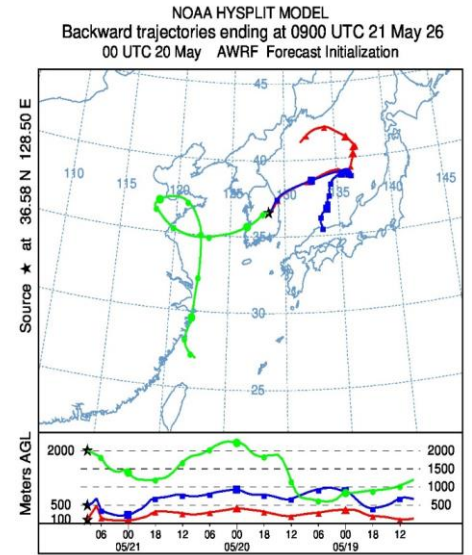 NOAA HYSPLIT MODEL
Backward trajectories ending at 0900 UTC 21 May 26
00 UTC 20 May AWRF Forecast Initialization
Source ★ at 36.58 N 128.50 E
45
110
115
120
40
135
140
145
35
30
25
Meters AGL
2000
500
100
2000
1500
1000
500
06 00 18 12 06 00 18 12 06 00 18 12
05/21 05/20 05/19